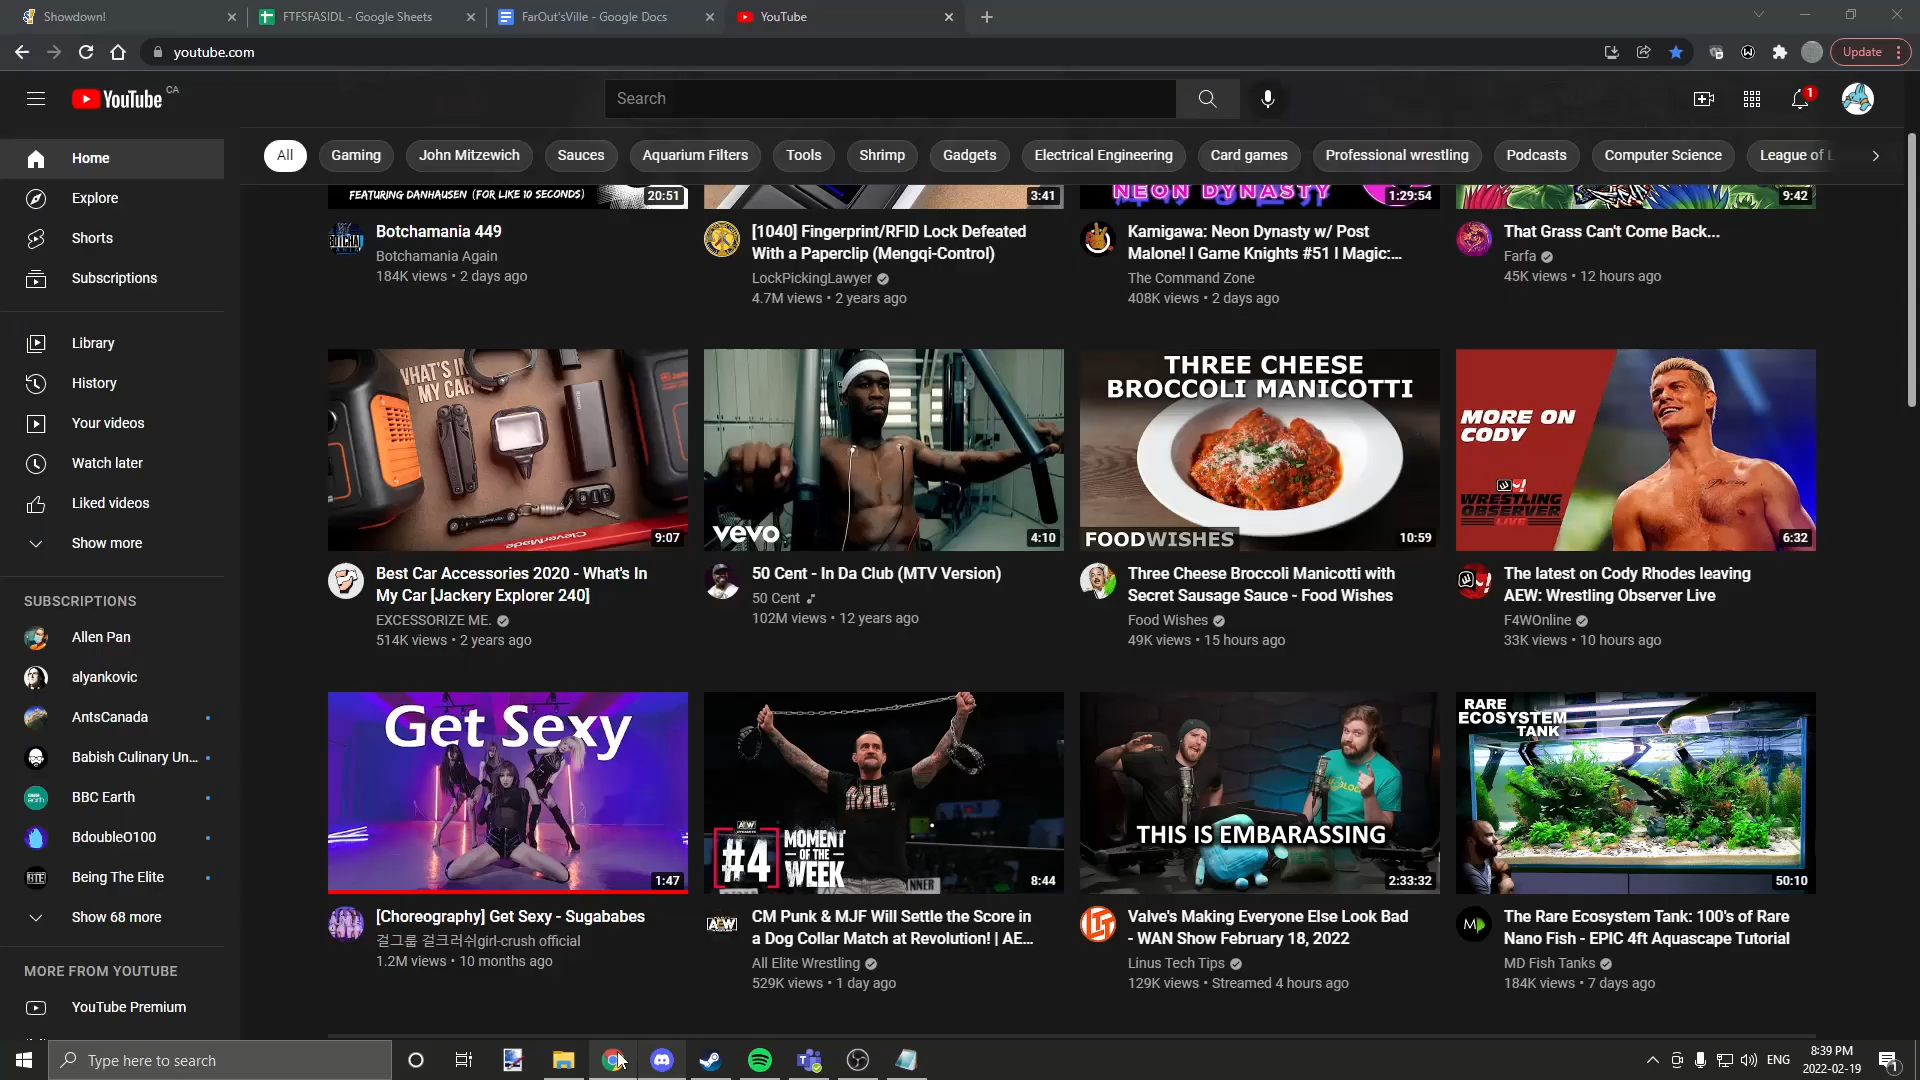 Showdown!
FTFSFASIDL - Google Sheets
FarOut'sVille - Google Docs
YouTube
youtube.com
Update
YouTube CA
Search
1
Home
Explore
Shorts
Subscriptions
Library
History
Your videos
Watch later
Liked videos
Show more
SUBSCRIPTIONS
Allen Pan
alyankovic
AntsCanada
Babish Culinary Un...
BBC Earth
BdoubleO100
Being The Elite
Show 68 more
MORE FROM YOUTUBE
YouTube Premium
All
Gaming
John Mitzewich
Sauces
Aquarium Filters
Tools
Shrimp
Gadgets
Electrical Engineering
Card games
Professional wrestling
Podcasts
Computer Science
League of L
FEATURING DANHAUSEN (FOR LIKE 10 SECONDS)
20:51
Botchamania 449
Botchamania Again
184K views • 2 days ago
3:41
[1040] Fingerprint/RFID Lock Defeated
With a Paperclip (Mengqi-Control)
LockPickingLawyer
4.7M views • 2 years ago
NEON DYNASTY
1:29:54
Kamigawa: Neon Dynasty w/ Post
Malone! l Game Knights #51 l Magic:...
The Command Zone
408K views • 2 days ago
9:42
That Grass Can't Come Back...
Farfa
45K views • 12 hours ago
WHAT'S IN
MY CAR
CleverMade
9:07
Best Car Accessories 2020 - What's In
My Car [Jackery Explorer 240]
EXCESSORIZE ME.
514K views • 2 years ago
vevo
4:10
50 Cent - In Da Club (MTV Version)
50 Cent
102M views • 12 years ago
THREE CHEESE
BROCCOLI MANICOTTI
FOODWISHES
10:59
Three Cheese Broccoli Manicotti with
Secret Sausage Sauce - Food Wishes
Food Wishes
49K views • 15 hours ago
MORE ON
CODY
WRESTLING
OBSERVER
LIVE
6:32
The latest on Cody Rhodes leaving
AEW: Wrestling Observer Live
F4WOnline
33K views • 10 hours ago
Get Sexy
1:47
[Choreography] Get Sexy - Sugababes
걸그룹 걸크러쉬girl-crush official
1.2M views • 10 months ago
AEW
#4
MOMENT
OF THE
WEEK
8:44
CM Punk & MJF Will Settle the Score in
a Dog Collar Match at Revolution! | AE...
All Elite Wrestling
529K views • 1 day ago
THIS IS EMBARASSING
2:33:32
Valve's Making Everyone Else Look Bad
- WAN Show February 18, 2022
Linus Tech Tips
129K views • Streamed 4 hours ago
RARE
ECOSYSTEM
TANK
50:10
The Rare Ecosystem Tank: 100's of Rare
Nano Fish - EPIC 4ft Aquascape Tutorial
MD Fish Tanks
184K views • 7 days ago
Type here to search
ENG
8:39 PM
2022-02-19
1